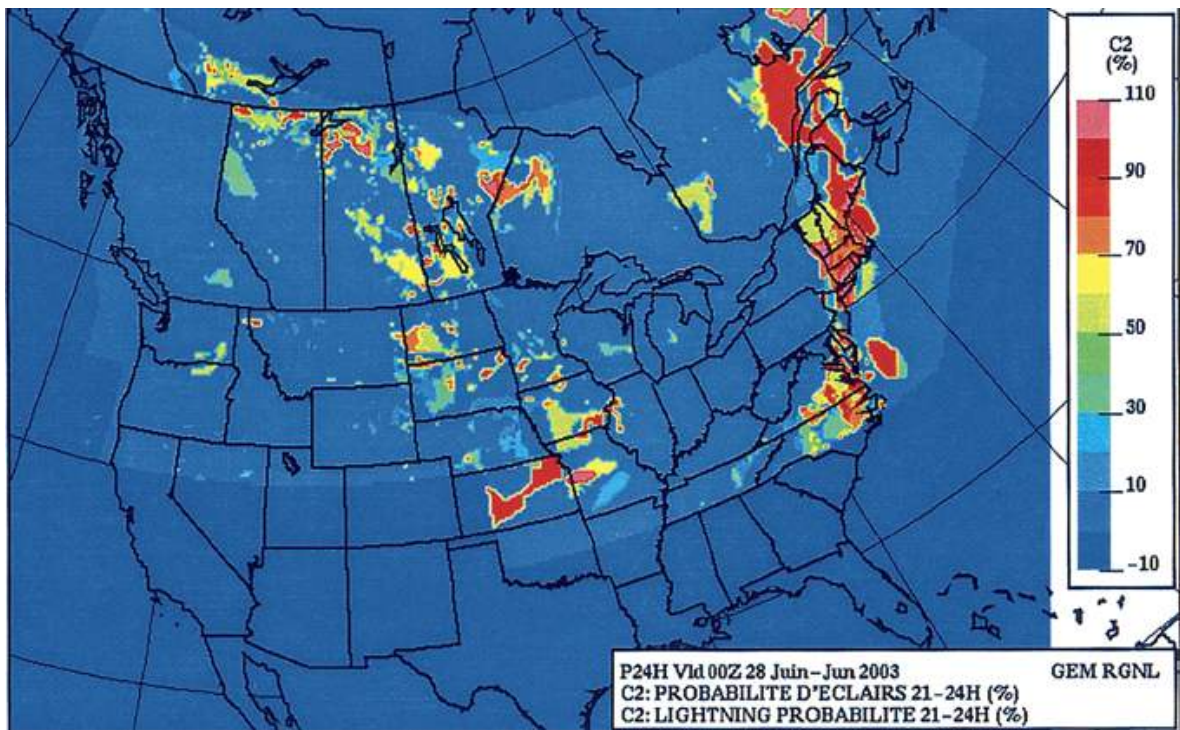 C2
(%)
110
90
70
50
30
10
-10
P24H Vld 00Z 28 Juin-Jun 2003 GEM RGNL
C2: PROBABILITE D'ECLAIRS 21-24H (%)
C2: LIGHTNING PROBABILITE 21-24H (%)